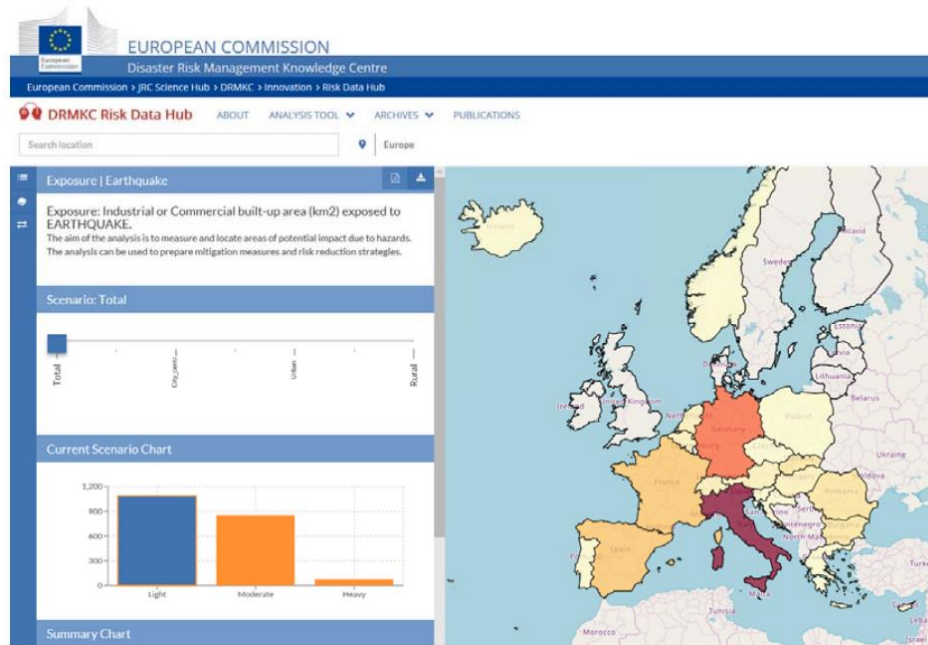 European
Commission
EUROPEAN COMMISSION
Disaster Risk Management Knowledge Centre
European Commission > JRC Science Hub > DRMKC > Innovation > Risk Data Hub
DRMKC Risk Data Hub ABOUT ANALYSIS TOOL ARCHIVES PUBLICATIONS
Search location Europe
Exposure | Earthquake
Exposure: Industrial or Commercial built-up area (km2) exposed to
EARTHQUAKE.
The aim of the analysis is to measure and locate areas of potential impact due to hazards.
The analysis can be used to prepare mitigation measures and risk reduction strategies.
Scenario: Total
Total
Urban
Rural
Current Scenario Chart
1,200
900
600
300
0
Light Moderate Heavy
Summary Chart
Iceland
Sweden
Finland
Estonia
Latvia
Lithuania
Belarus
Ireland
United Kingdom
Poland
Germany
Ukraine
France
Romania
Spain
Italy
Malta
Tunisia
Morocco